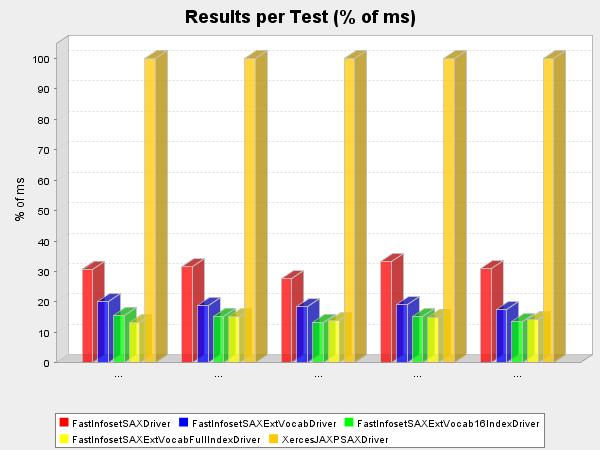 Results per Test (% of ms)
100
90
80
70
60
50
40
30
20
10
0
% of ms
... ... ... ... ...
FastInfosetSAXDriver FastInfosetSAXExtVocabDriver FastInfosetSAXExtVocab16IndexDriver
FastInfosetSAXExtVocabFullIndexDriver XercesJAXPSAXDriver